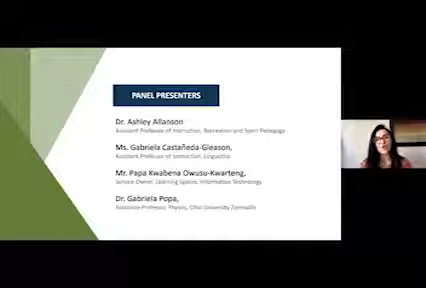 PANEL PRESENTERS
Dr. Ashley Allanson
Assistant Professor of Instruction, Recreation and Sport Pedagogy
Ms. Gabriela Castañeda-Gleason,
Assistant Professor of Instruction, Linguistics
Mr. Papa Kwabena Owusu-Kwarteng,
Service Owner, Learning Spaces, Information Technology
Dr. Gabriela Popa,
Associate Professor, Physics, Ohio University Zanesville